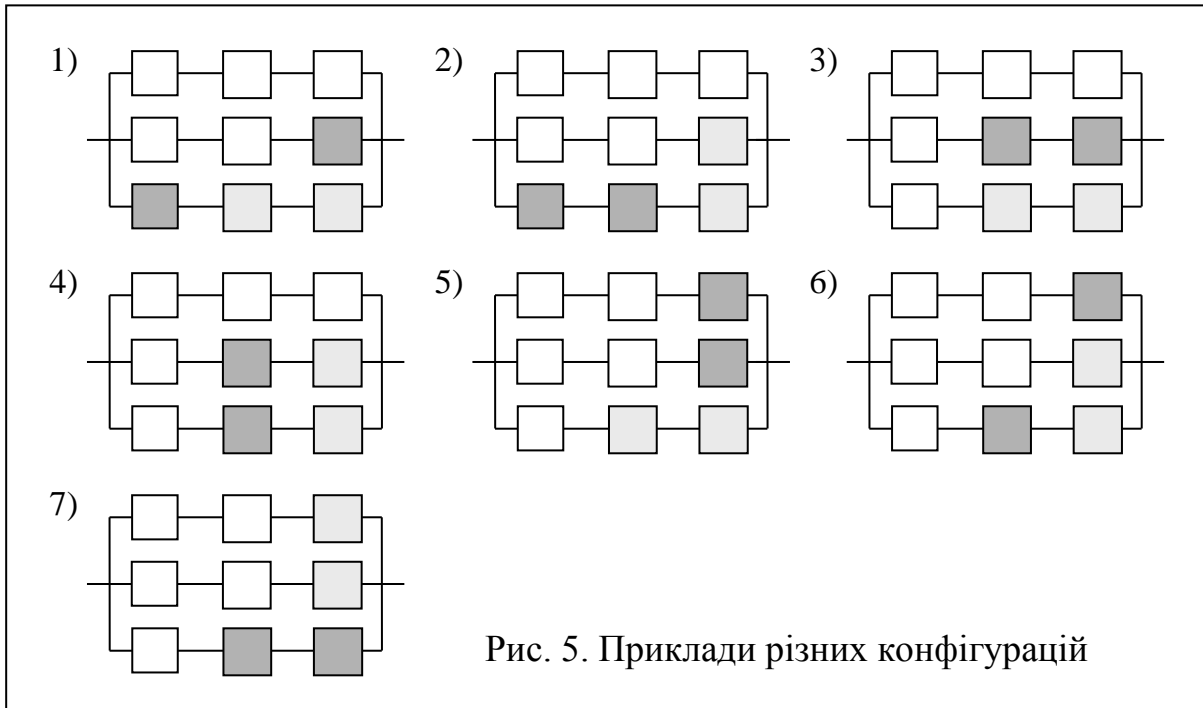 1) 2) 3)
4) 5) 6)
7)
Рис. 5. Приклади різних конфігурацій